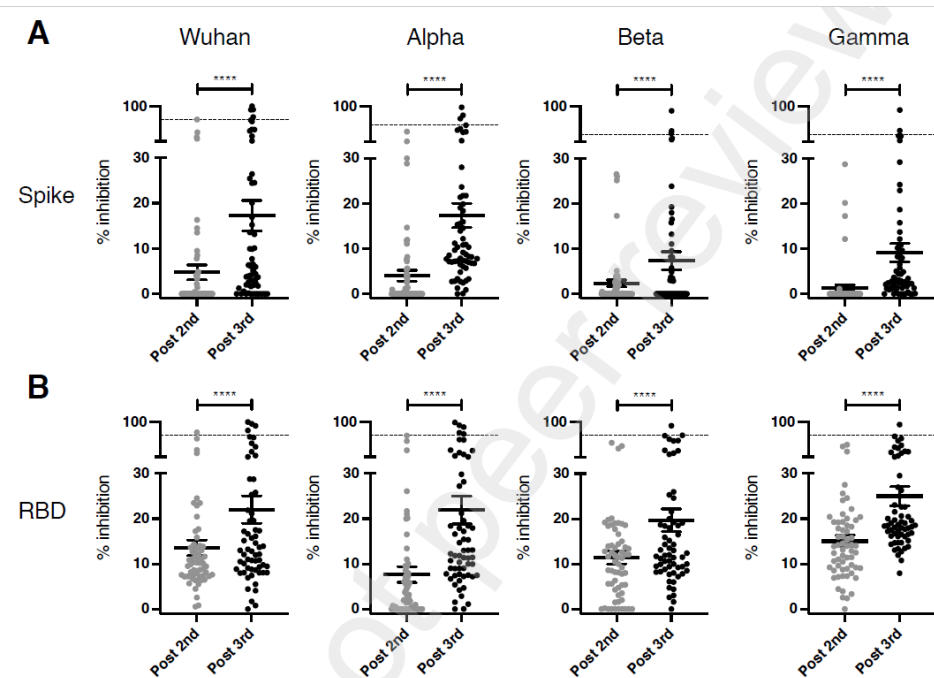 A
Wuhan
Alpha
Beta
Gamma
Spike
% inhibition
100
30
20
10
0
****
Post 2nd
Post 3rd
% inhibition
100
30
20
10
0
****
Post 2nd
Post 3rd
% inhibition
100
30
20
10
0
****
Post 2nd
Post 3rd
% inhibition
100
30
20
10
0
****
Post 2nd
Post 3rd
B
RBD
% inhibition
100
30
20
10
0
****
Post 2nd
Post 3rd
% inhibition
100
30
20
10
0
****
Post 2nd
Post 3rd
% inhibition
100
30
20
10
0
****
Post 2nd
Post 3rd
% inhibition
100
30
20
10
0
****
Post 2nd
Post 3rd
ot peer review